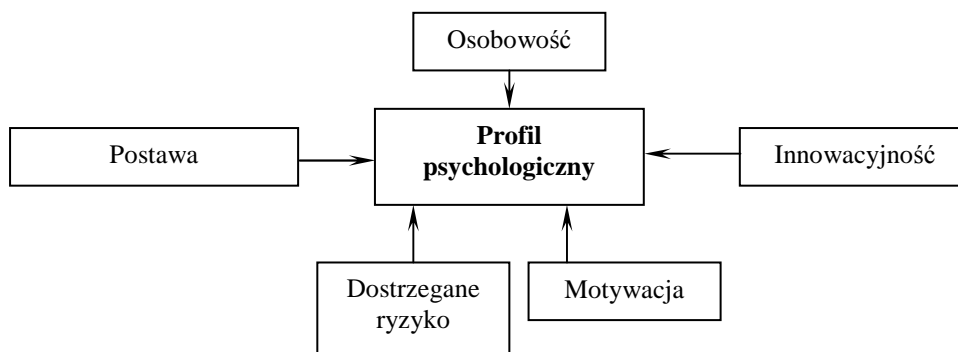 Osobowość
Profil
psychologiczny
Postawa
Innowacyjność
Dostrzegane
ryzyko
Motywacja